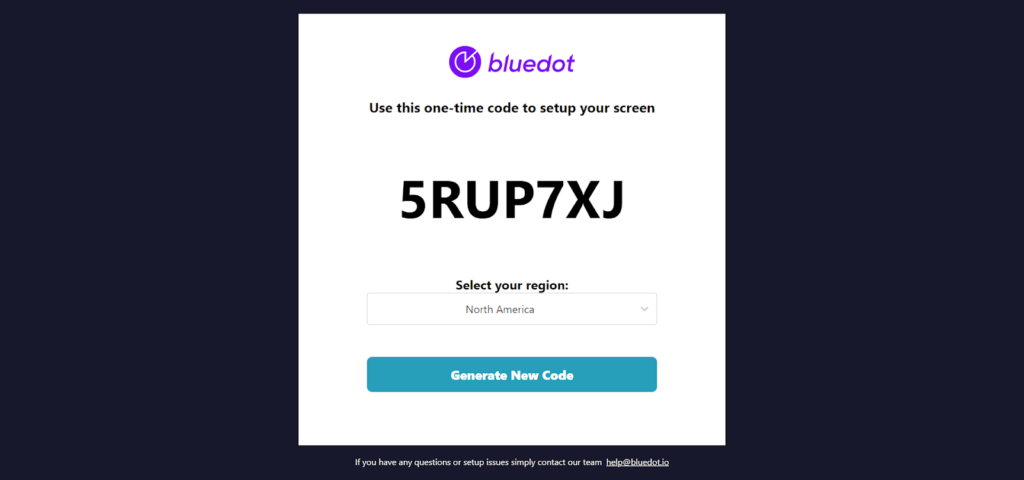 bluedot
Use this one-time code to setup your screen
5RUP7XJ
Select your region:
North America
Generate New Code
If you have any questions or setup issues simply contact our team help@bluedot.io